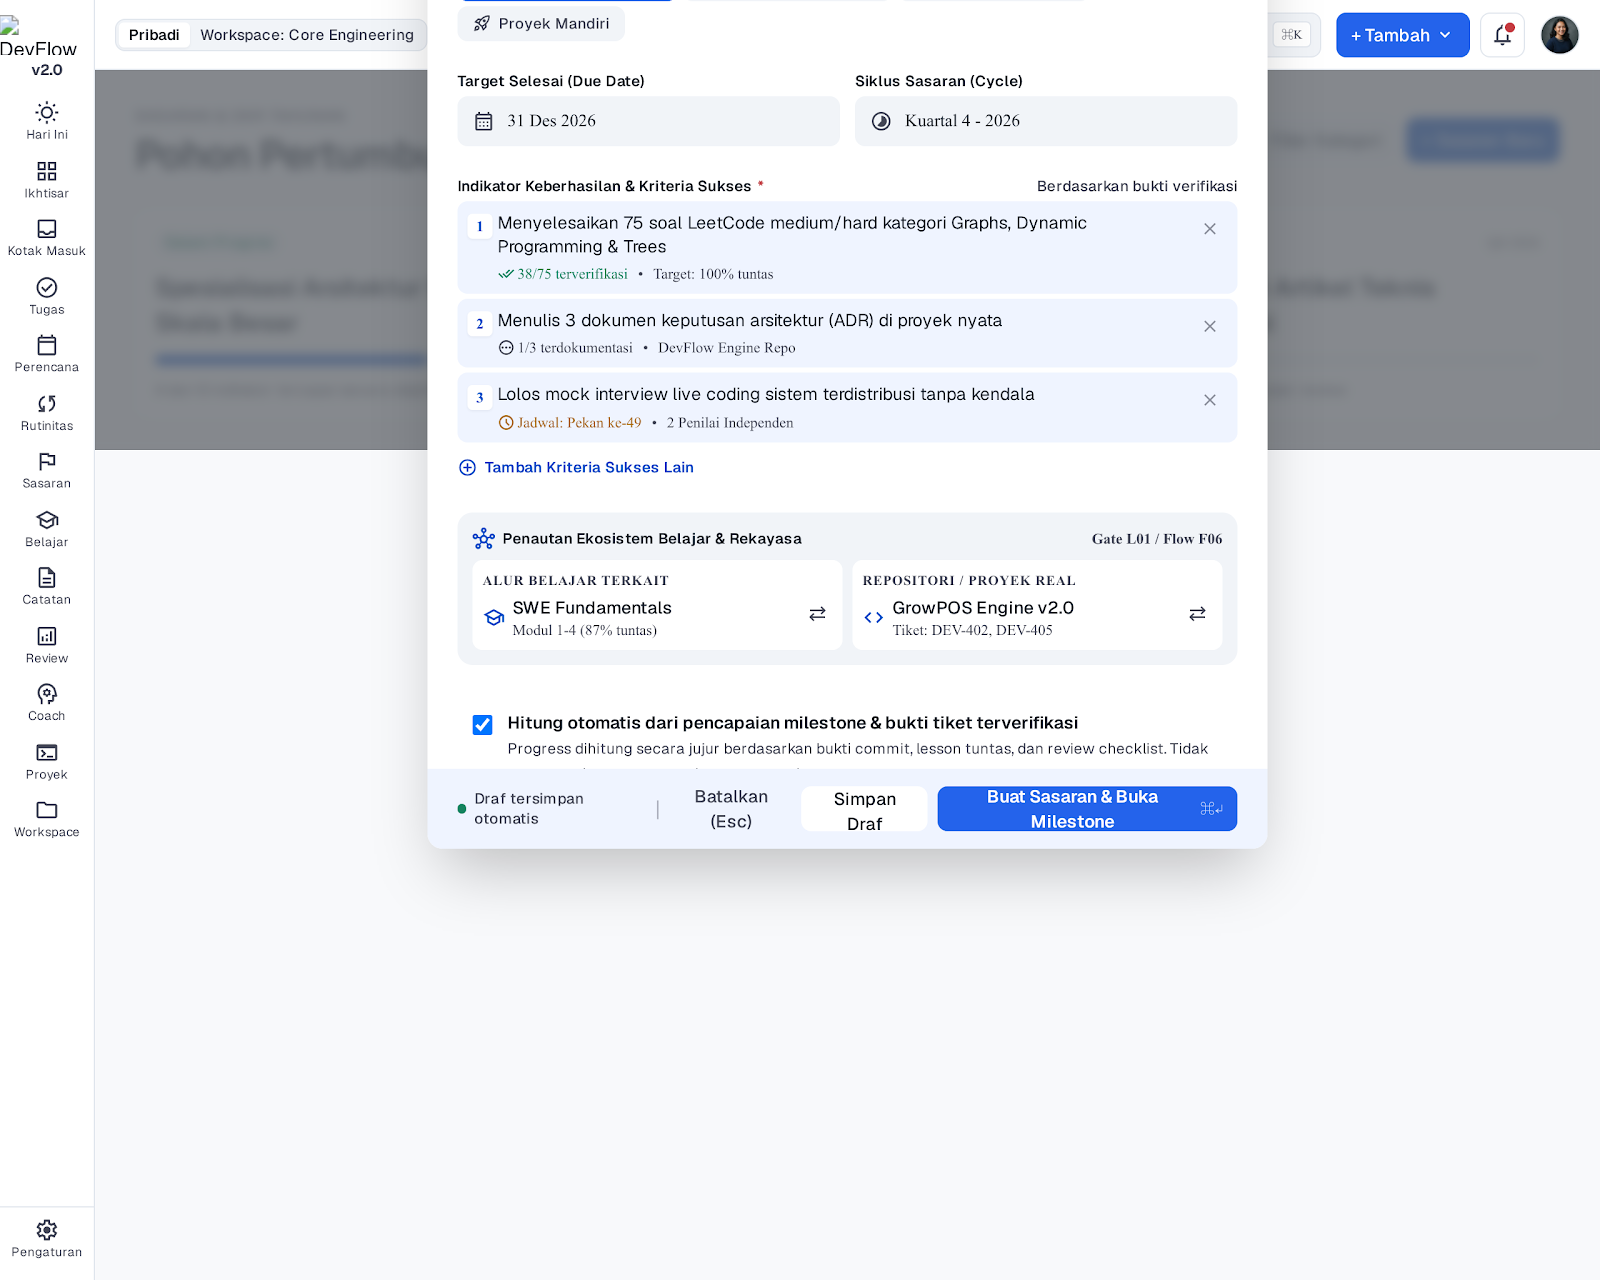 DevFlow
v2.0
Pribadi
Workspace: Core Engineering
⌘K
+ Tambah
Hari Ini
Ikhtisar
Kotak Masuk
Tugas
Perencana
Rutinitas
Sasaran
Belajar
Catatan
Review
Coach
Proyek
Workspace
Pengaturan
Pohon Pertumbu
Proyek Mandiri
Target Selesai (Due Date)
Siklus Sasaran (Cycle)
31 Des 2026
Kuartal 4 - 2026
Indikator Keberhasilan & Kriteria Sukses *
Berdasarkan bukti verifikasi
1
Menyelesaikan 75 soal LeetCode medium/hard kategori Graphs, Dynamic
Programming & Trees
38/75 terverifikasi • Target: 100% tuntas
2
Menulis 3 dokumen keputusan arsitektur (ADR) di proyek nyata
1/3 terdokumentasi • DevFlow Engine Repo
3
Lolos mock interview live coding sistem terdistribusi tanpa kendala
Jadwal: Pekan ke-49 • 2 Penilai Independen
Tambah Kriteria Sukses Lain
Penautan Ekosistem Belajar & Rekayasa
Gate L01 / Flow F06
ALUR BELAJAR TERKAIT
SWE Fundamentals
Modul 1-4 (87% tuntas)
REPOSITORI / PROYEK REAL
GrowPOS Engine v2.0
Tiket: DEV-402, DEV-405
Hitung otomatis dari pencapaian milestone & bukti tiket terverifikasi
Progress dihitung secara jujur berdasarkan bukti commit, lesson tuntas, dan review checklist. Tidak
Draf tersimpan
otomatis
Batalkan
(Esc)
Simpan
Draf
Buat Sasaran & Buka
Milestone
⌘↵